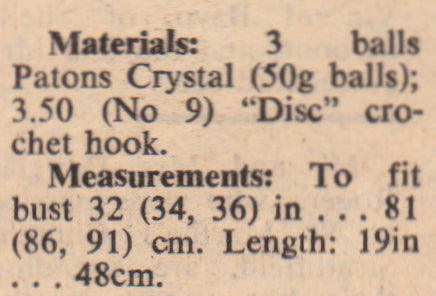 Materials: 3 balls
Patons Crystal (50g balls);
3.50 (No 9) “Disc” cro-
chet hook.
Measurements: To fit
bust 32 (34, 36) in . . . 81
(86, 91) cm. Length: 19in
. . . 48cm.